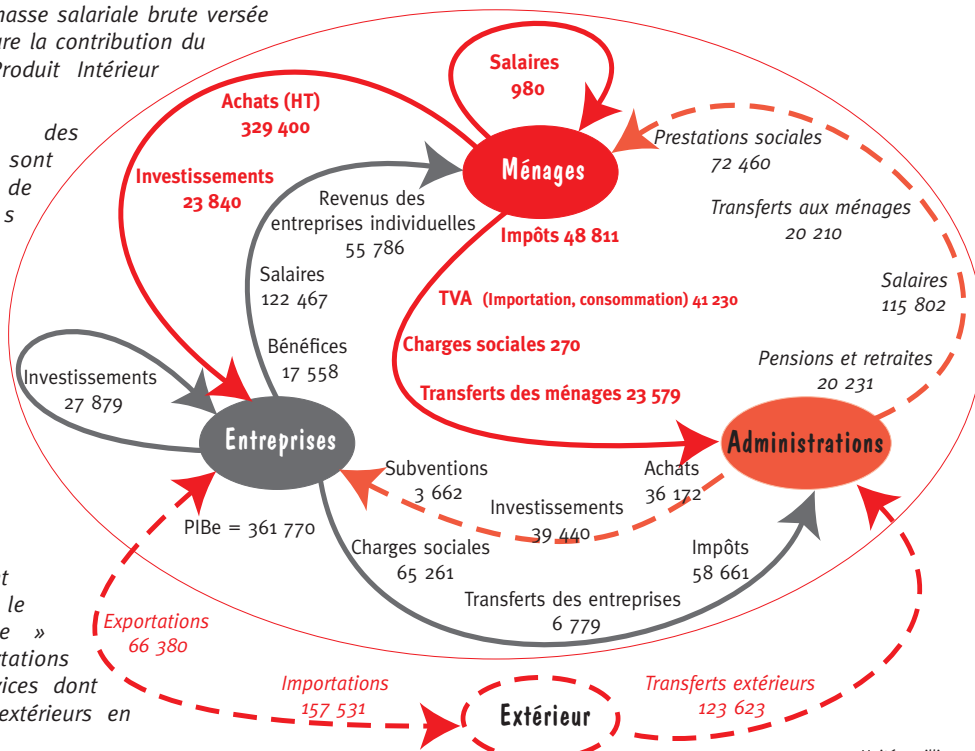 masse salariale brute versée
ure la contribution du
Produit Intérieur
des
sont
de
s
Salaires
980
Achats (HT)
329 400
Investissements
23 840
Ménages
Prestations sociales
72 460
Transferts aux ménages
20 210
Salaires
115 802
Pensions et retraites
20 231
Revenus des
entreprises individuelles
55 786
Salaires
122 467
Bénéfices
17 558
Impôts 48 811
TVA (Importation, consommation) 41 230
Charges sociales 270
Transferts des ménages 23 579
Investissements
27 879
Entreprises
Administrations
PIBe = 361 770
Subventions
3 662
Investissements
39 440
Achats
36 172
Charges sociales
65 261
Transferts des entreprises
6 779
Impôts
58 661
et
le
e »
rtations
vices dont
extérieurs en
Exportations
66 380
Importations
157 531
Extérieur
Transferts extérieurs
123 623